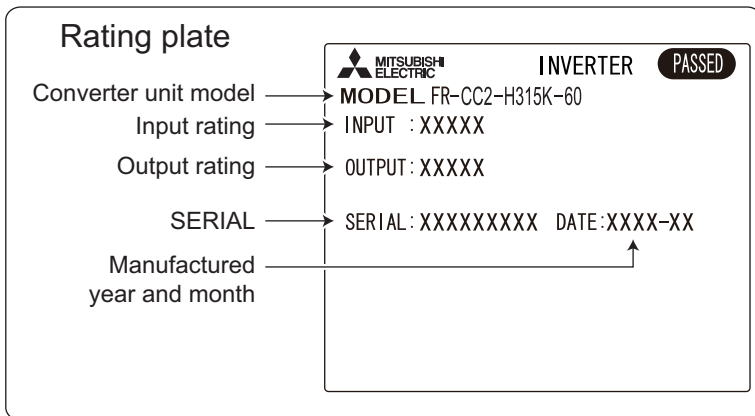 Rating plate
MITSUBISHI
ELECTRIC
INVERTER PASSED
Converter unit model
MODEL FR-CC2-H315K-60
Input rating
INPUT :XXXXX
Output rating
OUTPUT:XXXXX
SERIAL
SERIAL:XXXXXXXXX DATE:XXXX-XX
Manufactured
year and month